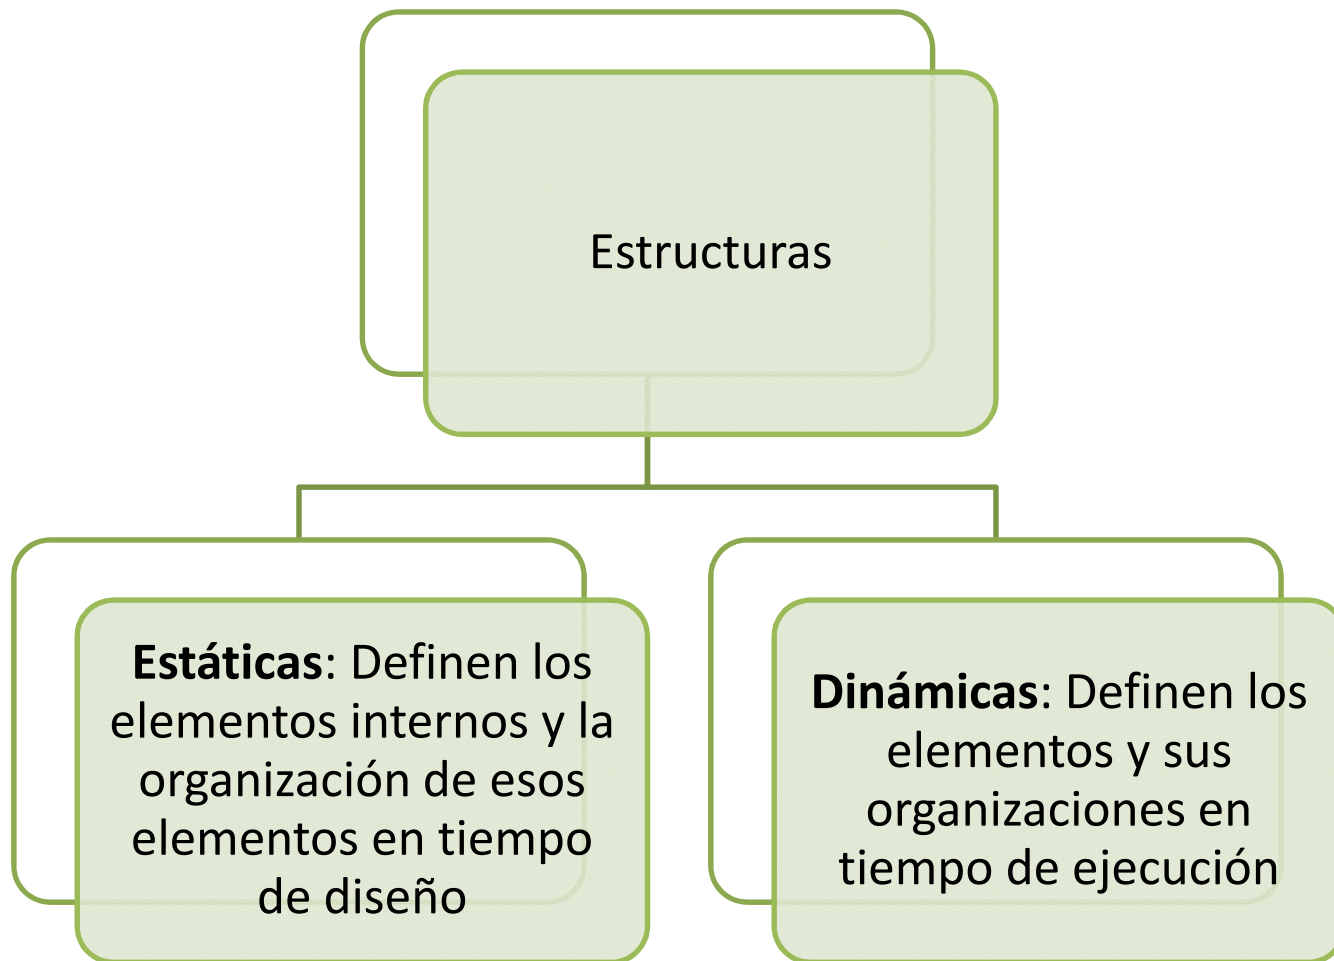 Estructuras
Estáticas: Definen los
elementos internos y la
organización de esos
elementos en tiempo
de diseño
Dinámicas: Definen los
elementos y sus
organizaciones en
tiempo de ejecución